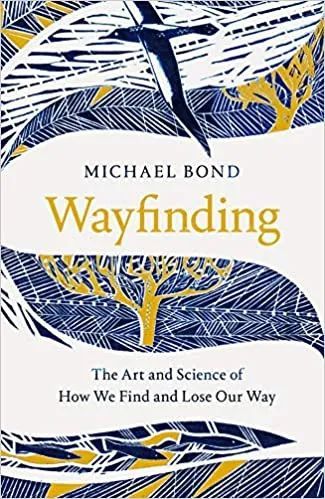 MICHAEL BOND
Wayfinding
The Art and Science of
How We Find and Lose Our Way